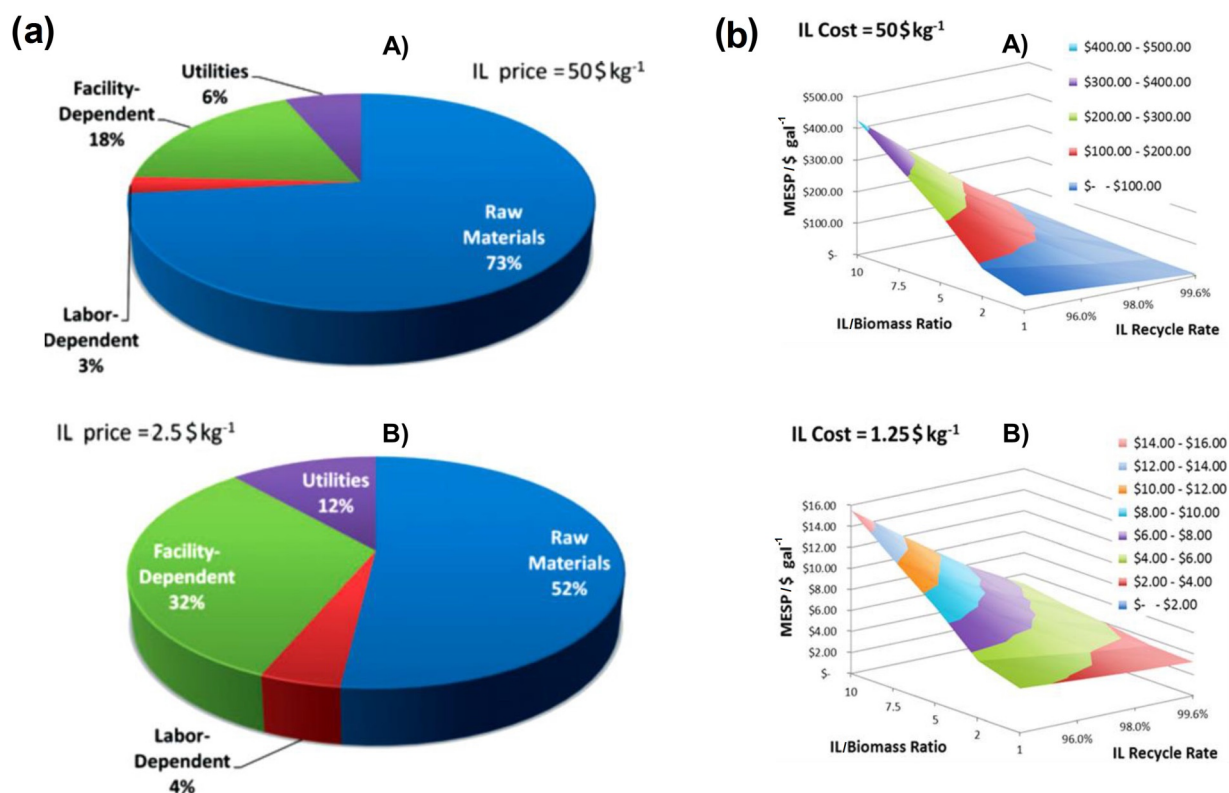 (a)
A)
IL price = 50 $ kg-1
Utilities
6%
Facility-
Dependent
18%
Raw
Materials
73%
Labor-
Dependent
3%
IL price = 2.5 $ kg-1
B)
Utilities
12%
Facility-
Dependent
32%
Raw
Materials
52%
Labor-
Dependent
4%
(b)
IL Cost = 50 $ kg-1
A)
$400.00 - $500.00
$300.00 - $400.00
$200.00 - $300.00
$100.00 - $200.00
$- - $100.00
MESP / $ gal-1
$500.00
$400.00
$300.00
$200.00
$100.00
$-
10
7.5
5
2
1
IL/Biomass Ratio
96.0%
98.0%
99.6%
IL Recycle Rate
IL Cost = 1.25 $ kg-1
B)
$14.00 - $16.00
$12.00 - $14.00
$10.00 - $12.00
$8.00 - $10.00
$6.00 - $8.00
$4.00 - $6.00
$2.00 - $4.00
$- - $2.00
MESP / $ gal-1
$16.00
$14.00
$12.00
$10.00
$8.00
$6.00
$4.00
$2.00
$-
10
7.5
5
2
1
IL/Biomass Ratio
96.0%
98.0%
99.6%
IL Recycle Rate